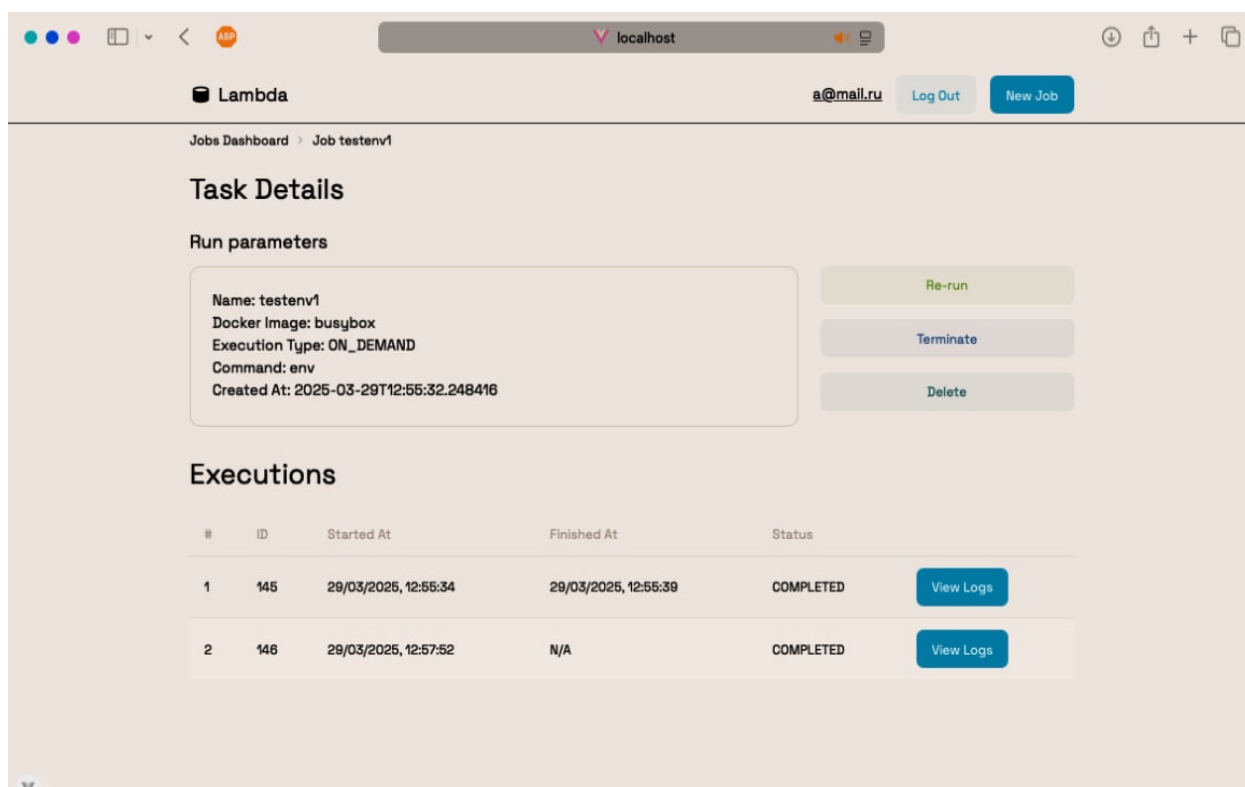 ABP
localhost
Lambda
a@mail.ru Log Out New Job
Jobs Dashboard > Job testenv1
Task Details
Run parameters
Name: testenv1
Docker Image: busybox
Execution Type: ON_DEMAND
Command: env
Created At: 2025-03-29T12:55:32.248416
Re-run
Terminate
Delete
Executions
# ID Started At Finished At Status
1 145 29/03/2025, 12:55:34 29/03/2025, 12:55:39 COMPLETED View Logs
2 146 29/03/2025, 12:57:52 N/A COMPLETED View Logs